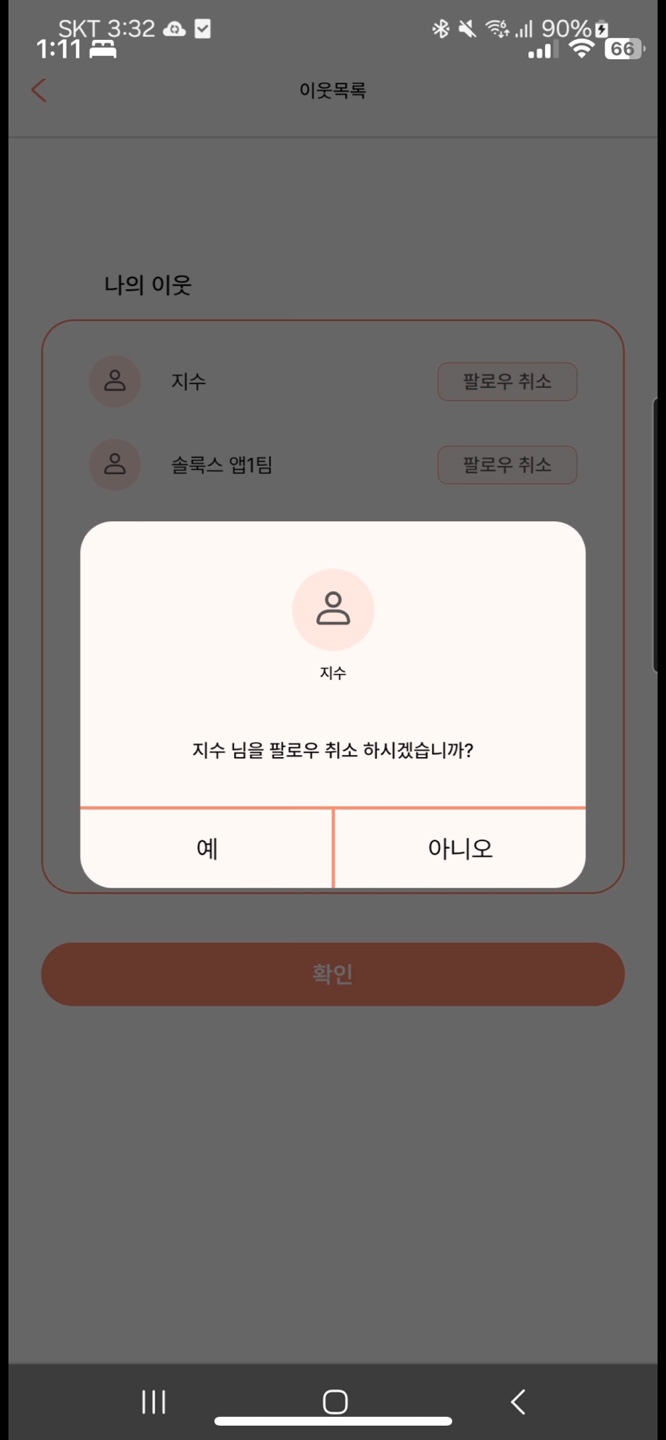 SKT 3:32 90%
1:11 66
이웃목록
나의 이웃
지수 팔로우 취소
솔룩스 앱1팀 팔로우 취소
지수
지수 님을 팔로우 취소 하시겠습니까?
예 아니오
확인